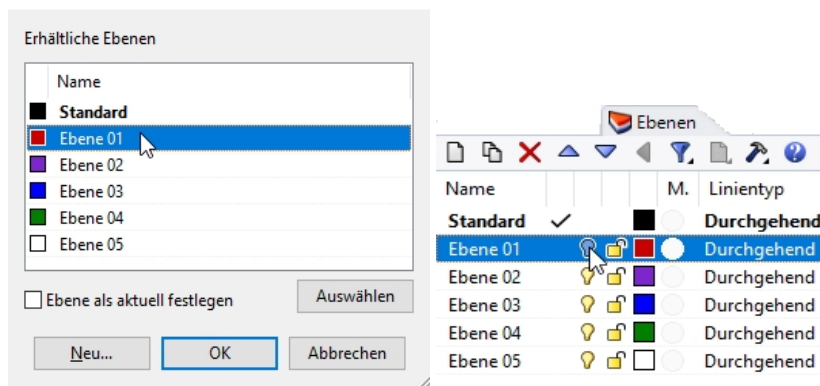 Erhältliche Ebenen
Name
Standard
Ebene 01
Ebene 02
Ebene 03
Ebene 04
Ebene 05
Ebene als aktuell festlegen
Auswählen
Neu...
OK
Abbrechen
Ebenen
Name M. Linientyp
Standard Durchgehend
Ebene 01 Durchgehend
Ebene 02 Durchgehend
Ebene 03 Durchgehend
Ebene 04 Durchgehend
Ebene 05 Durchgehend